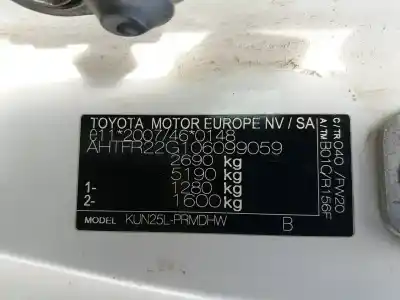 TOYOTA MOTOR EUROPE NV / SA
e11*2007/46*0148
AHTFR22G106099059
2690 kg
5190 kg
1- 1280 kg
2- 1600 kg
MODEL KUN25L-PRMDHW B
C/TR 040 /FW20
A/TM B01C/R156F